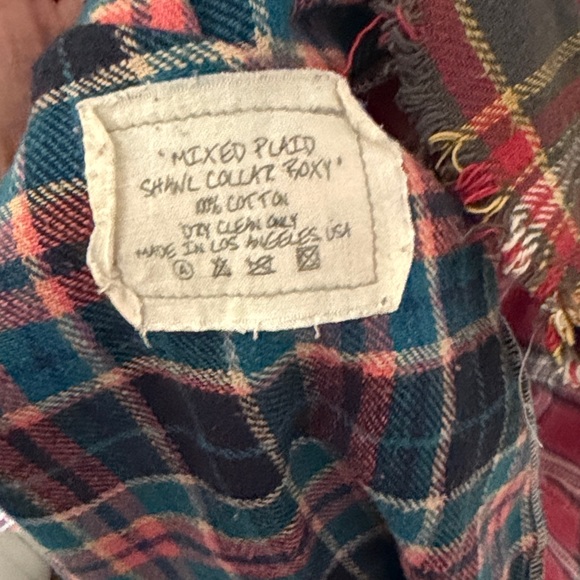 "MIXED PLAID
SHAWL COLLAR BOXY"
100% COTTON
DRY CLEAN ONLY
MADE IN LOS ANGELES USA
A